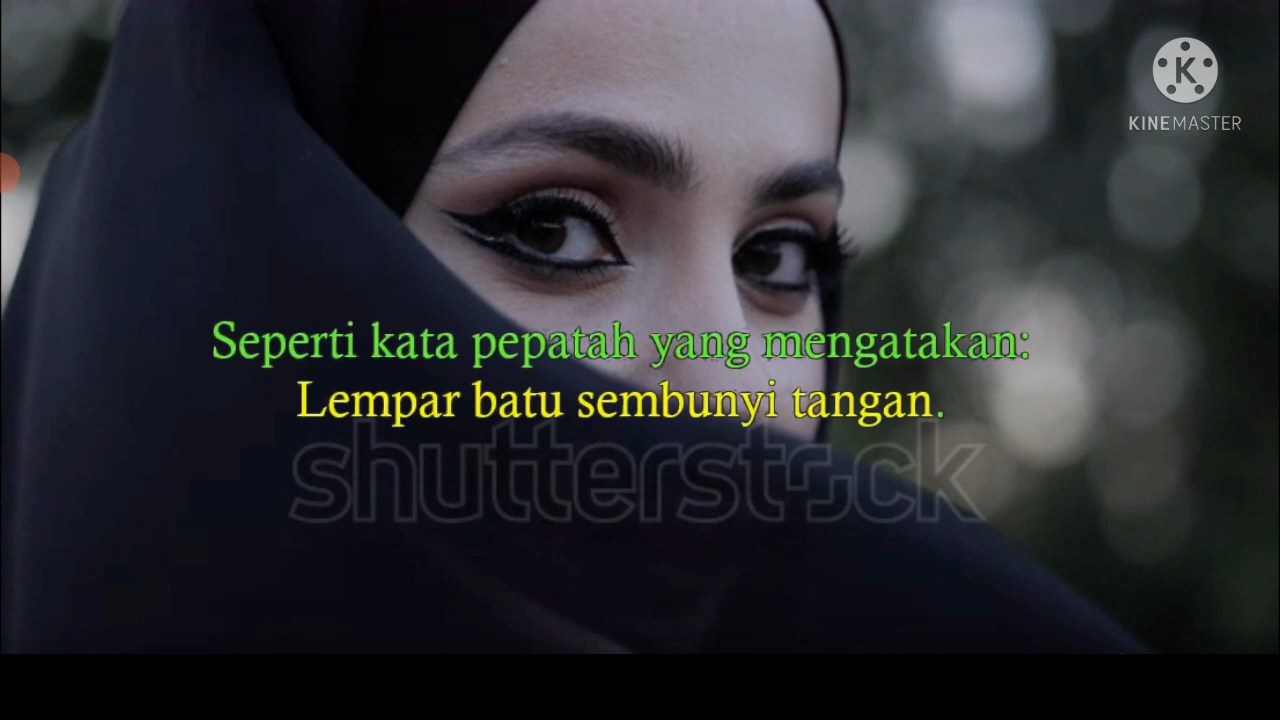 K
KINEMASTER
Seperti kata pepatah yang mengatakan:
Lempar batu sembunyi tangan.
shutterstock